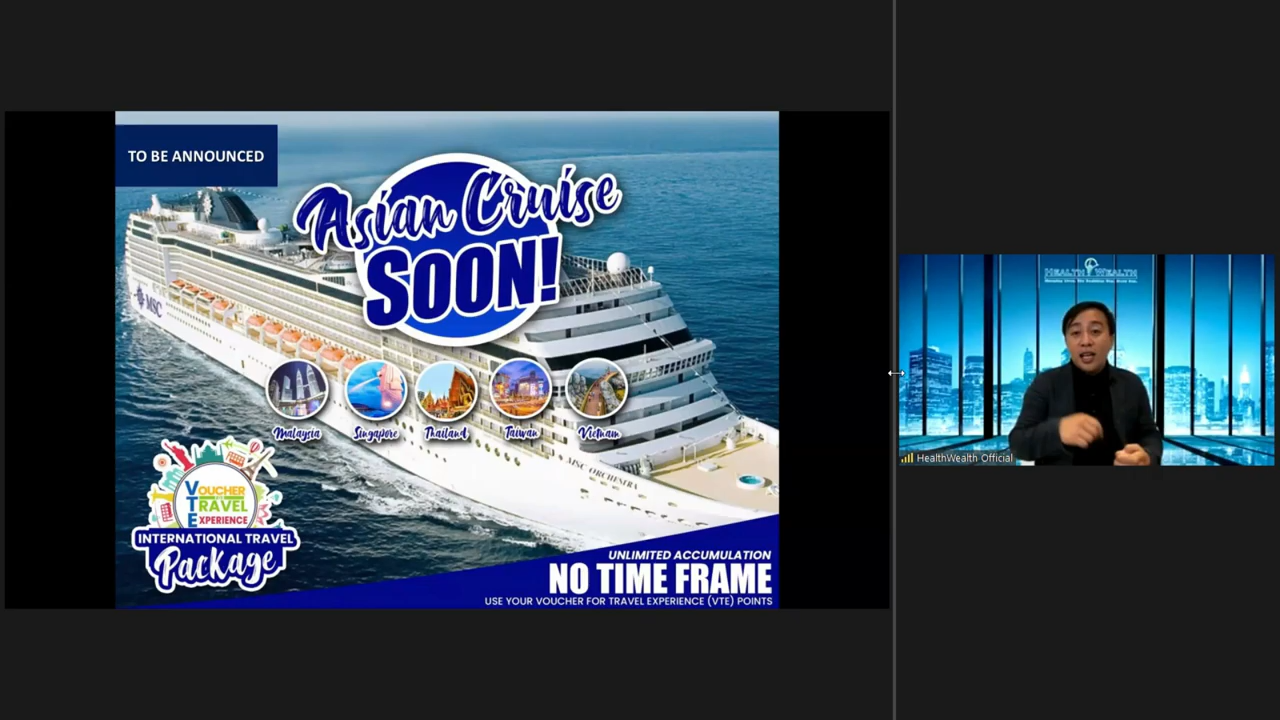 TO BE ANNOUNCED
Asian Cruise
SOON!
MSC
Malaysia
Singapore
Thailand
Taiwan
Vietnam
MSC ORCHESTRA
VOUCHER
TRAVEL
EXPERIENCE
INTERNATIONAL TRAVEL
Package
UNLIMITED ACCUMULATION
NO TIME FRAME
USE YOUR VOUCHER FOR TRAVEL EXPERIENCE (VTE) POINTS
HEALTH WEALTH
HealthWealth Official